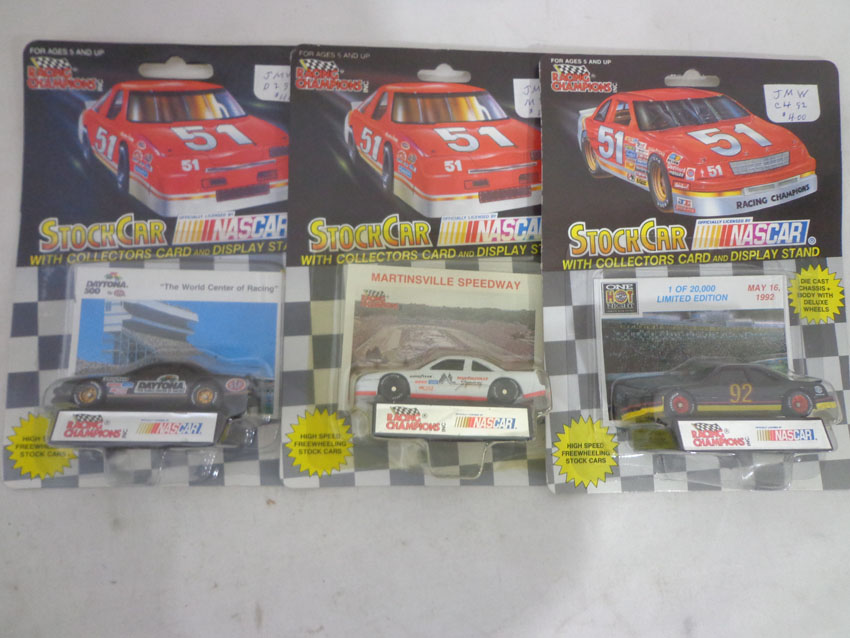 FOR AGES 5 AND UP
RACING CHAMPIONS
51
51
STOCK CAR
OFFICIALLY LICENSED BY
NASCAR
WITH COLLECTORS CARD AND DISPLAY
DAYTONA 500
"The World Center of Racing"
DAYTONA
RACING CHAMPIONS
NASCAR
HIGH SPEED
FREEWHEELING
STOCK CARS
FOR AGES 5 AND UP
RACING CHAMPIONS
51
51
STOCK CAR
OFFICIALLY LICENSED BY
NASCAR
WITH COLLECTORS CARD AND DISPLAY
MARTINSVILLE SPEEDWAY
RACING CHAMPIONS
NASCAR
HIGH SPEED
FREEWHEELING
STOCK CARS
FOR AGES 5 AND UP
RACING CHAMPIONS
JMW
CH 92
$4.00
51
51
51
RACING CHAMPIONS
STOCK CAR
OFFICIALLY LICENSED BY
NASCAR
WITH COLLECTORS CARD AND DISPLAY STAND
DIE CAST
CHASSIS +
BODY WITH
DELUXE
WHEELS
ONE HOT NIGHT
1 OF 20,000
LIMITED EDITION
MAY 16,
1992
92
RACING CHAMPIONS
NASCAR
HIGH SPEED
FREEWHEELING
STOCK CARS